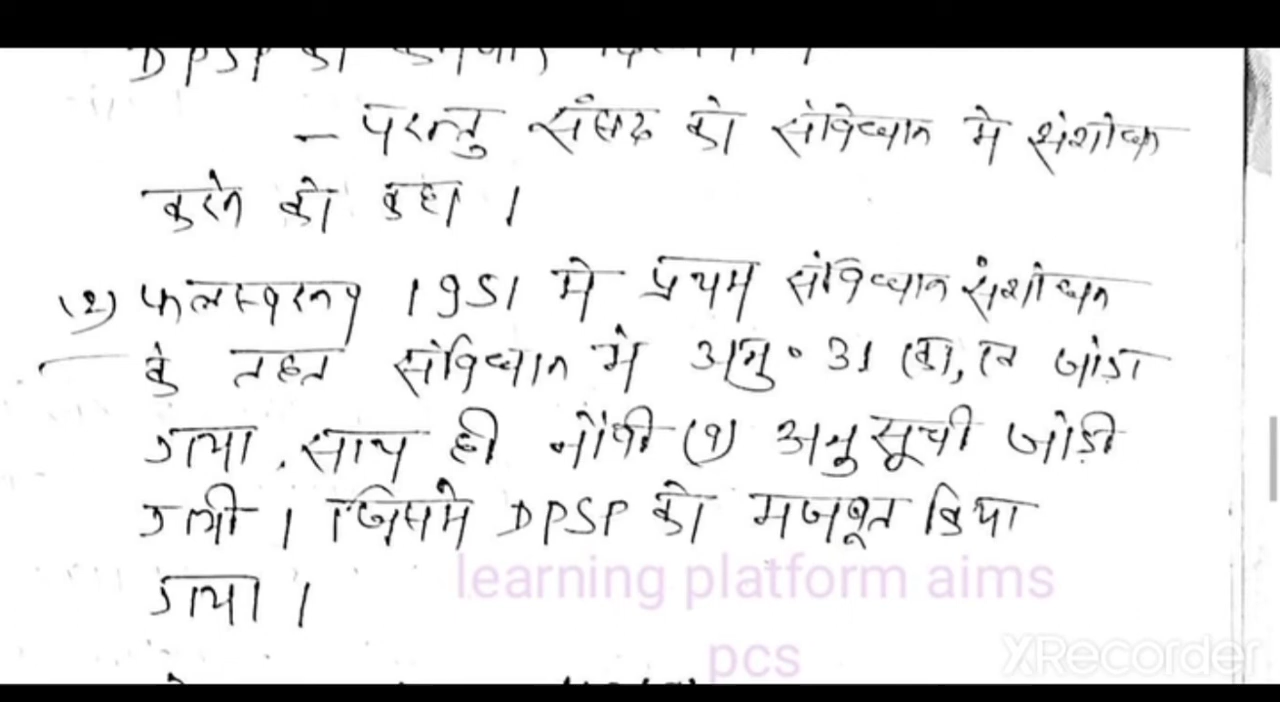 DPSP को
– परन्तु संसद को संविधान मे संशोधन
करने को कहा ।
(2) फलस्वरूप 1951 मे प्रथम संविधान संशोधन
के तहत संविधान मे अनु० 31 (क), ख जोड़ा
गया, साथ ही नौवी (9) अनुसूची जोड़ी
गयी । जिसमे DPSP को मजबूत किया
गया ।
learning platform aims
pcs
XRecorder